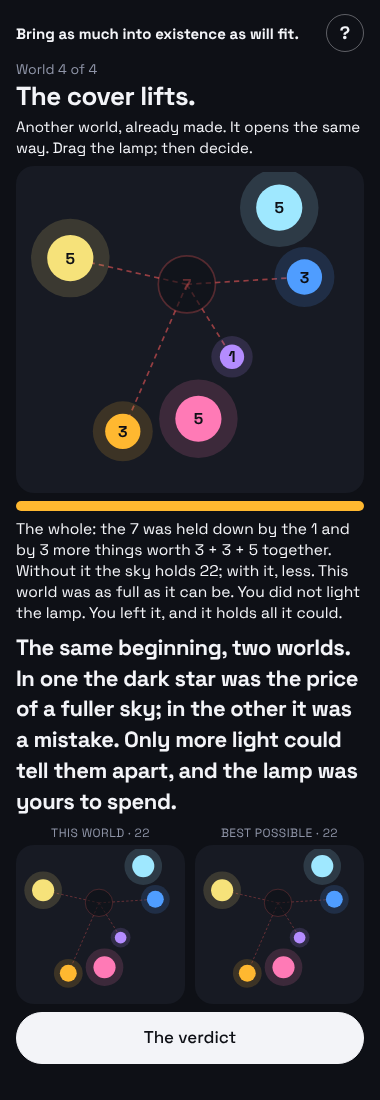 Bring as much into existence as will fit.
?
World 4 of 4
The cover lifts.
Another world, already made. It opens the same
way. Drag the lamp; then decide.
5
5
7
3
1
5
3
The whole: the 7 was held down by the 1 and
by 3 more things worth 3 + 3 + 5 together.
Without it the sky holds 22; with it, less. This
world was as full as it can be. You did not light
the lamp. You left it, and it holds all it could.
The same beginning, two worlds.
In one the dark star was the price
of a fuller sky; in the other it was
a mistake. Only more light could
tell them apart, and the lamp was
yours to spend.
THIS WORLD · 22
BEST POSSIBLE · 22
The verdict